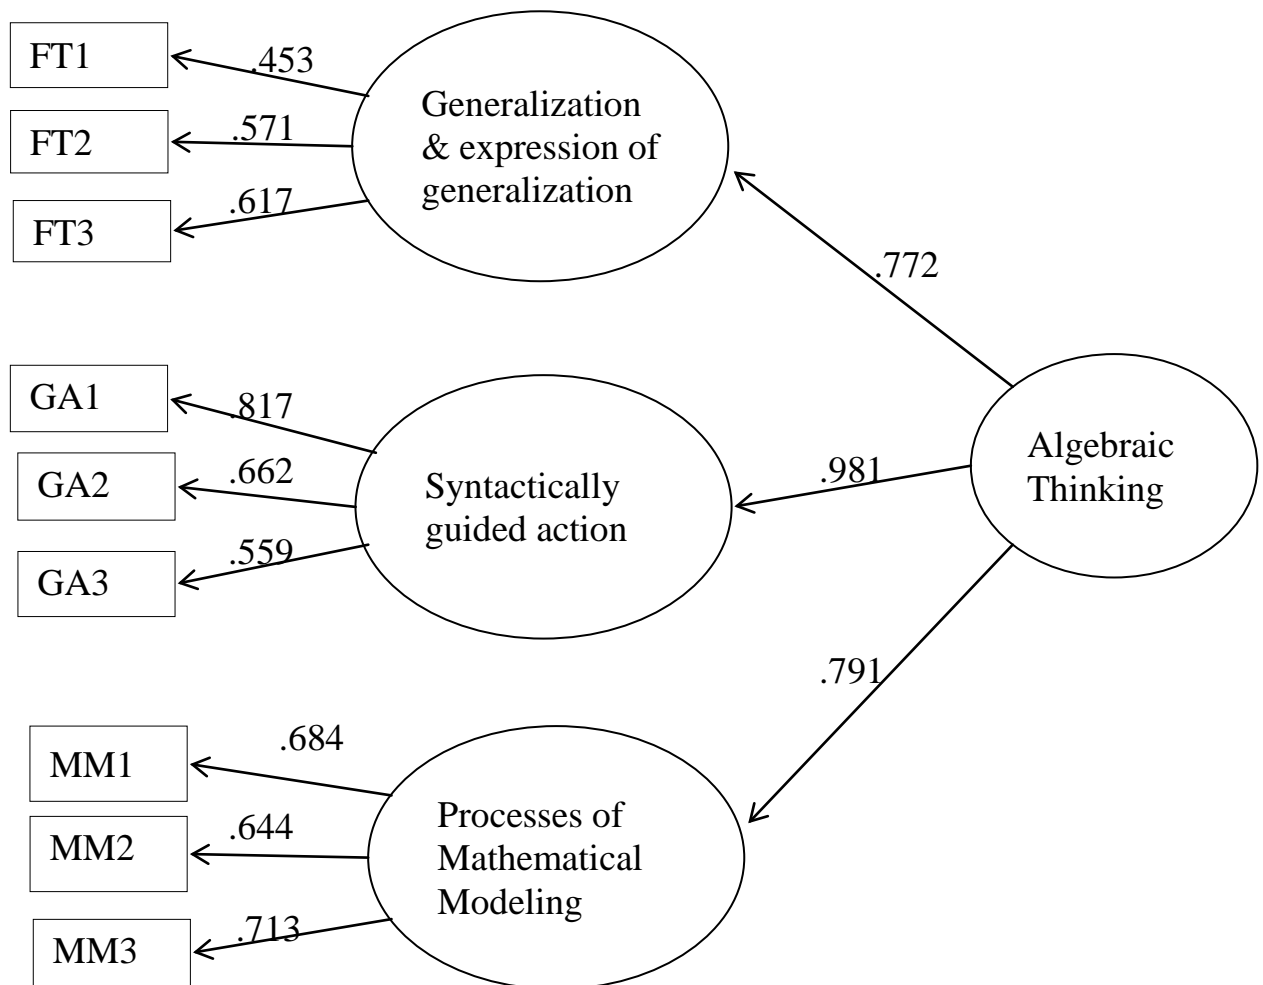 FT1
.453
FT2
.571
FT3
.617
Generalization
& expression of
generalization
.772
GA1
.817
GA2
.662
GA3
.559
Syntactically
guided action
.981
Algebraic
Thinking
.791
MM1
.684
MM2
.644
MM3
.713
Processes of
Mathematical
Modeling